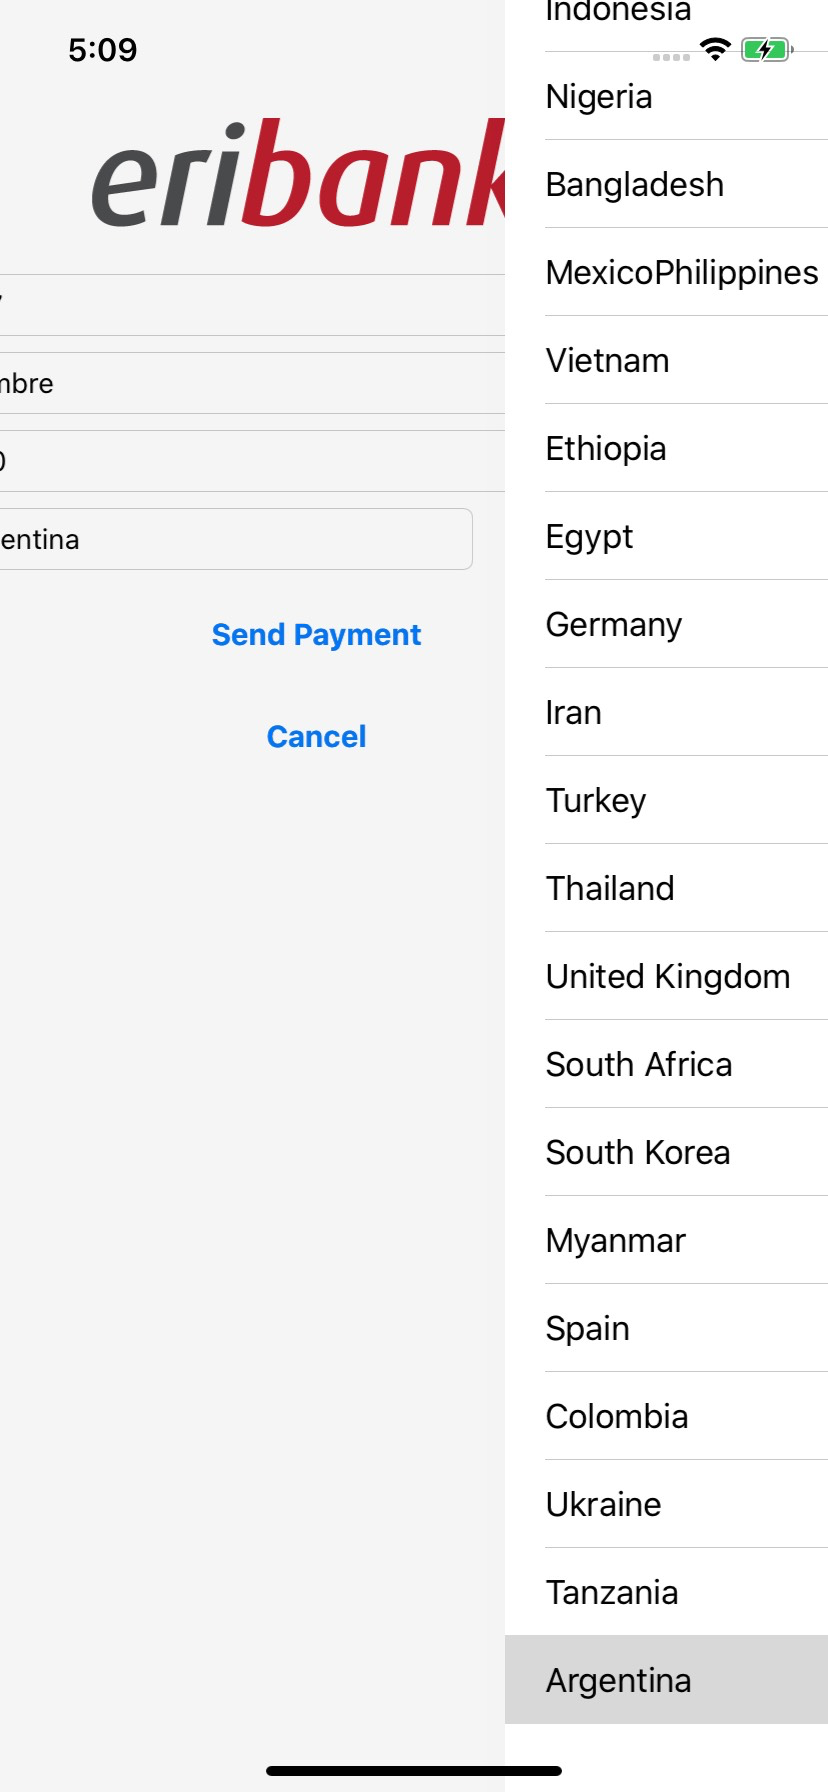 5:09
eribank
mbre
0
entina
Send Payment
Cancel
Indonesia
Nigeria
Bangladesh
MexicoPhilippines
Vietnam
Ethiopia
Egypt
Germany
Iran
Turkey
Thailand
United Kingdom
South Africa
South Korea
Myanmar
Spain
Colombia
Ukraine
Tanzania
Argentina